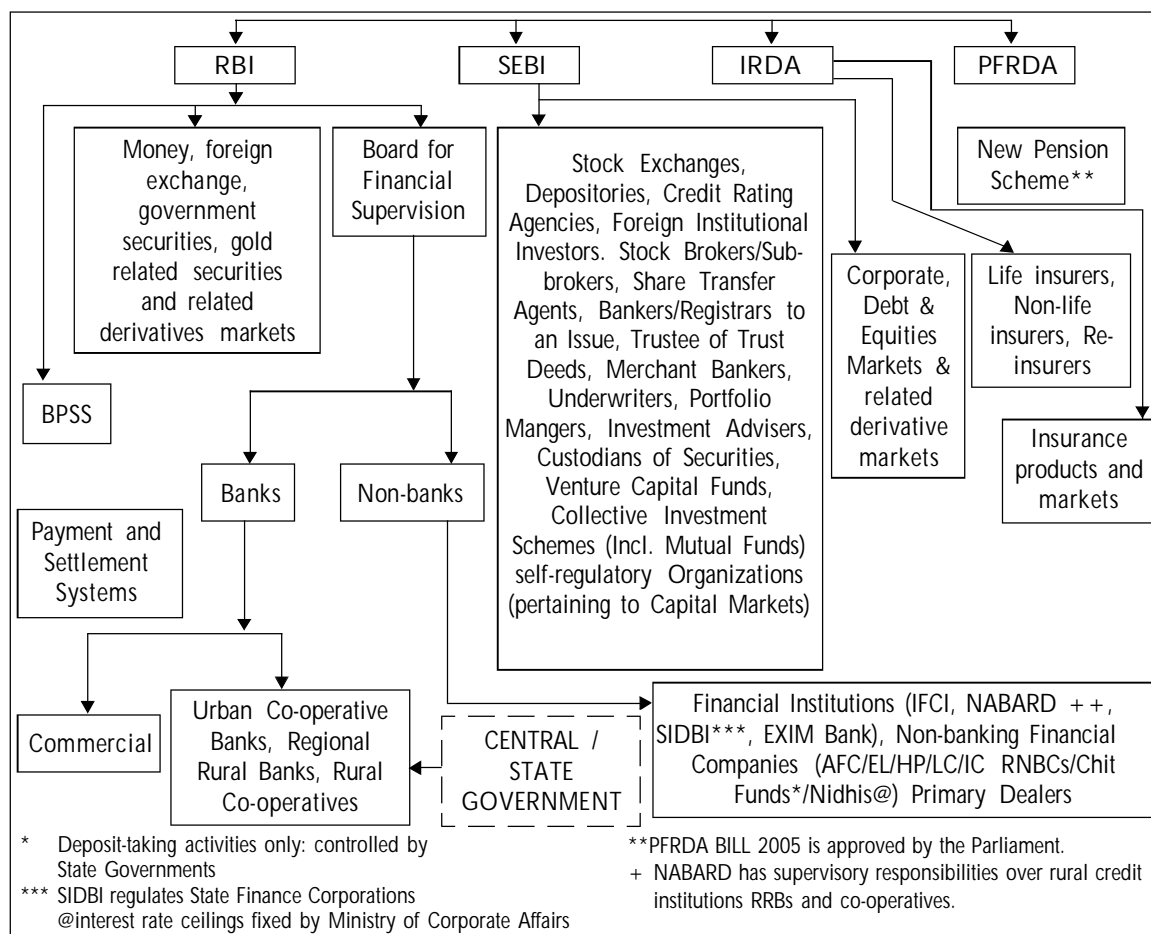 RBI
SEBI
IRDA
PFRDA
Money, foreign
exchange,
government
securities, gold
related securities
and related
derivatives markets
Board for
Financial
Supervision
Stock Exchanges,
Depositories, Credit Rating
Agencies, Foreign Institutional
Investors. Stock Brokers/Sub-
brokers, Share Transfer
Agents, Bankers/Registrars to
an Issue, Trustee of Trust
Deeds, Merchant Bankers,
Underwriters, Portfolio
Mangers, Investment Advisers,
Custodians of Securities,
Venture Capital Funds,
Collective Investment
Schemes (Incl. Mutual Funds)
self-regulatory Organizations
(pertaining to Capital Markets)
New Pension
Scheme**
Corporate,
Debt &
Equities
Markets &
related
derivative
markets
Life insurers,
Non-life
insurers, Re-
insurers
BPSS
Insurance
products and
markets
Banks
Non-banks
Payment and
Settlement
Systems
Commercial
Urban Co-operative
Banks, Regional
Rural Banks, Rural
Co-operatives
CENTRAL /
STATE
GOVERNMENT
Financial Institutions (IFCI, NABARD ++,
SIDBI***, EXIM Bank), Non-banking Financial
Companies (AFC/EL/HP/LC/IC RNBCs/Chit
Funds*/Nidhis@) Primary Dealers
* Deposit-taking activities only: controlled by
State Governments
*** SIDBI regulates State Finance Corporations
@interest rate ceilings fixed by Ministry of Corporate Affairs
**PFRDA BILL 2005 is approved by the Parliament.
+ NABARD has supervisory responsibilities over rural credit
institutions RRBs and co-operatives.